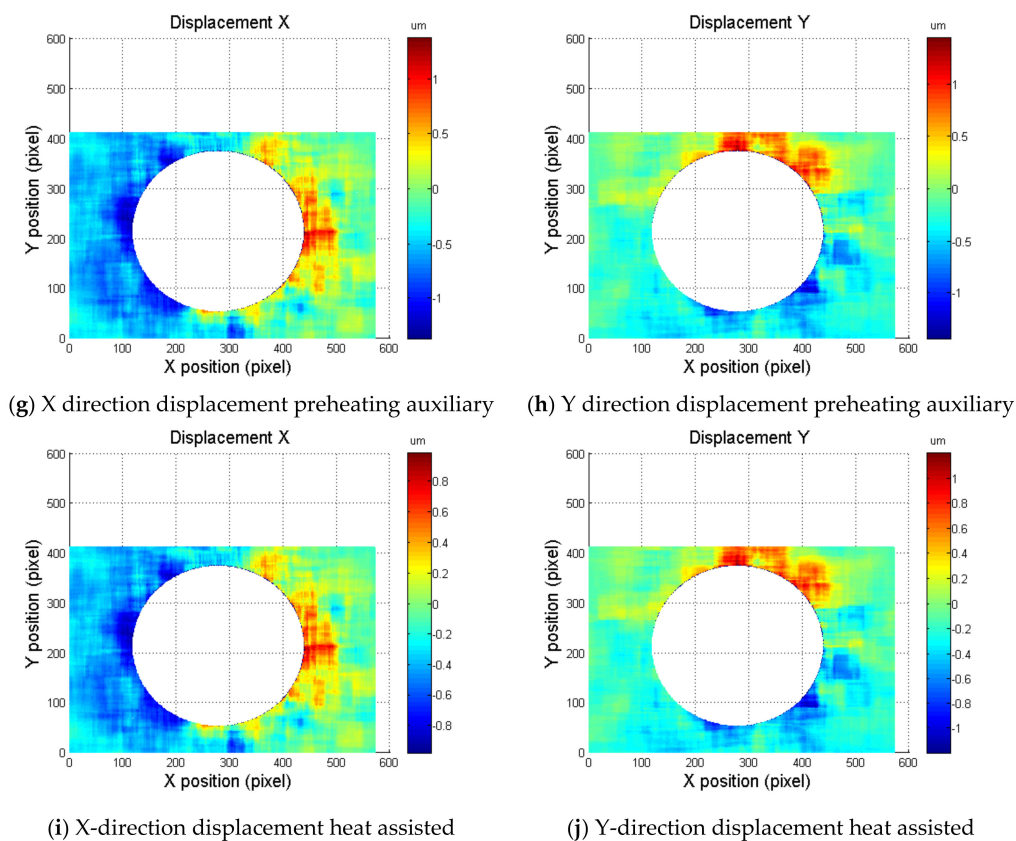 Displacement X
um
600
500
400
300
200
100
0
Y position (pixel)
0 100 200 300 400 500 600
X position (pixel)
1
0.5
0
-0.5
-1
Displacement Y
um
600
500
400
300
200
100
0
Y position (pixel)
0 100 200 300 400 500 600
X position (pixel)
1
0.5
0
-0.5
-1
(g) X direction displacement preheating auxiliary
(h) Y direction displacement preheating auxiliary
Displacement X
um
600
500
400
300
200
100
0
Y position (pixel)
0 100 200 300 400 500 600
X position (pixel)
0.8
0.6
0.4
0.2
0
-0.2
-0.4
-0.6
-0.8
Displacement Y
um
600
500
400
300
200
100
0
Y position (pixel)
0 100 200 300 400 500 600
X position (pixel)
1
0.8
0.6
0.4
0.2
0
-0.2
-0.4
-0.6
-0.8
-1
(i) X-direction displacement heat assisted
(j) Y-direction displacement heat assisted